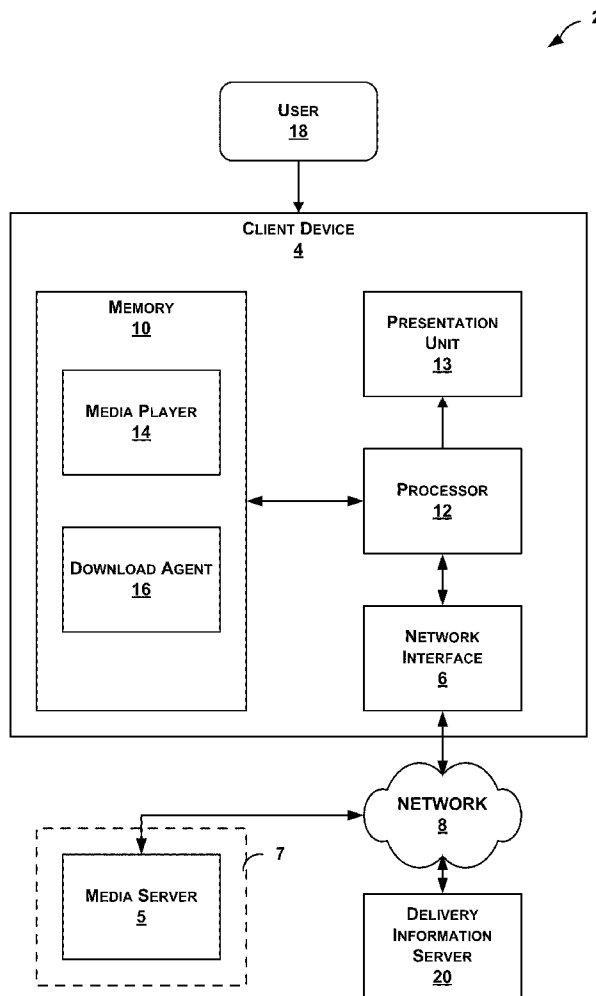 2
USER
18
CLIENT DEVICE
4
MEMORY
10
MEDIA PLAYER
14
DOWNLOAD AGENT
16
PRESENTATION
UNIT
13
PROCESSOR
12
NETWORK
INTERFACE
6
NETWORK
8
7
MEDIA SERVER
5
DELIVERY
INFORMATION
SERVER
20